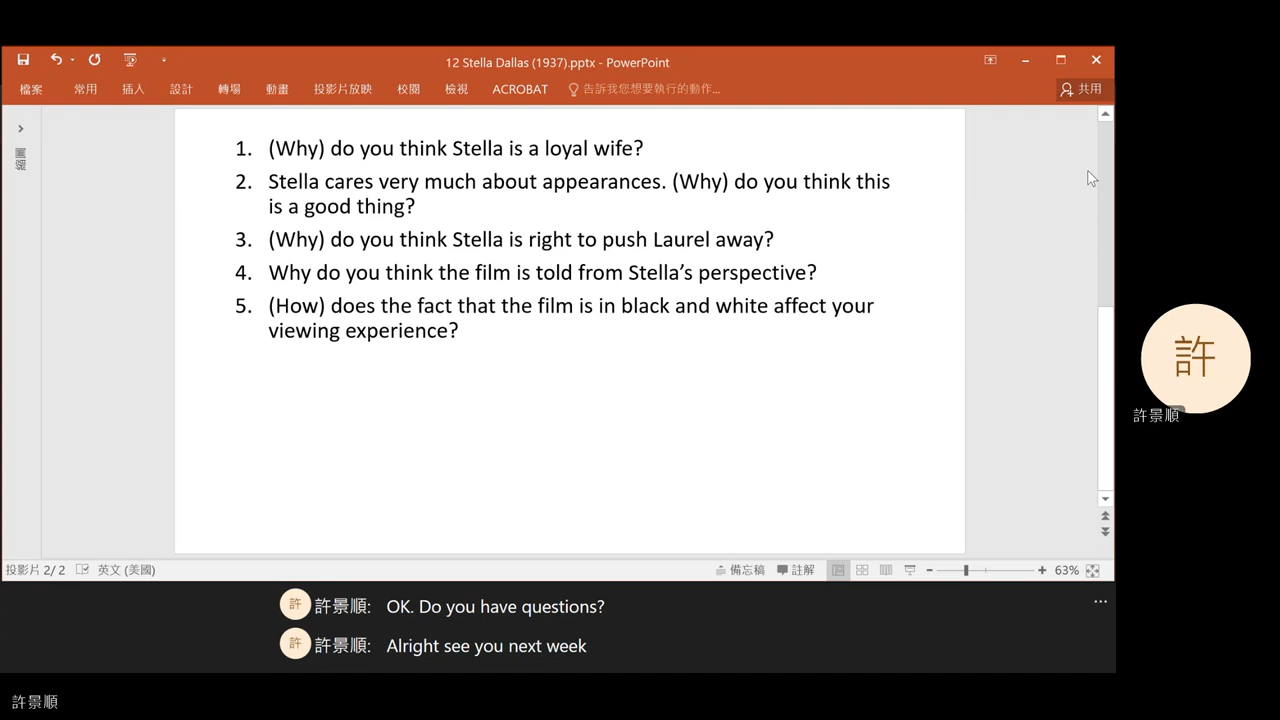 12 Stella Dallas (1937).pptx - PowerPoint
檔案 常用 插入 設計 轉場 動畫 投影片放映 校閱 檢視 ACROBAT 告訴我您想要執行的動作... 共用
1. (Why) do you think Stella is a loyal wife?
2. Stella cares very much about appearances. (Why) do you think this
is a good thing?
3. (Why) do you think Stella is right to push Laurel away?
4. Why do you think the film is told from Stella’s perspective?
5. (How) does the fact that the film is in black and white affect your
viewing experience?
許
許景順
投影片 2/2 英文 (美國) 備忘稿 註解 63%
許 許景順: OK. Do you have questions?
許 許景順: Alright see you next week
許景順